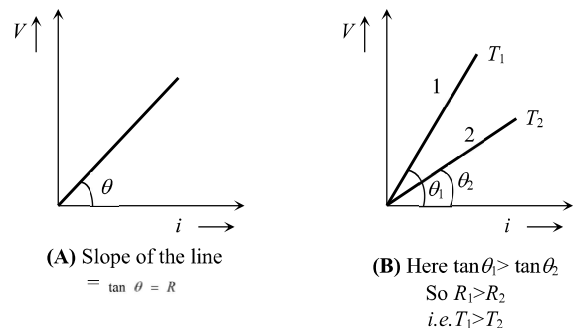 V
θ
i
(A) Slope of the line
= tan θ = R
V
1
T₁
2
T₂
θ₁
θ₂
i
(B) Here tanθ₁> tanθ₂
So R₁>R₂
i.e.T₁>T₂